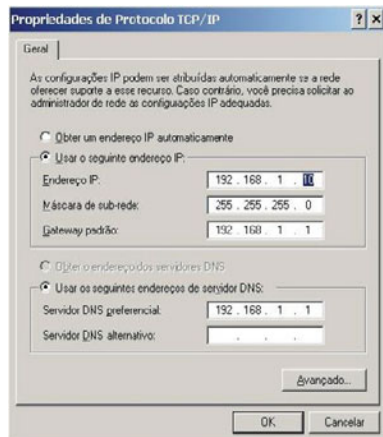 Propriedades de Protocolo TCP/IP
Geral
As configurações IP podem ser atribuídas automaticamente se a rede
oferecer suporte a esse recurso. Caso contrário, você precisa solicitar ao
administrador de rede as configurações IP adequadas.
Obter um endereço IP automaticamente
Usar o seguinte endereço IP:
Endereço IP: 192 . 168 . 1 . 10
Máscara de sub-rede: 255 . 255 . 255 . 0
Gateway padrão: 192 . 168 . 1 . 1
Obter o endereço dos servidores DNS
Usar os seguintes endereços de servidor DNS:
Servidor DNS preferencial: 192 . 168 . 1 . 1
Servidor DNS alternativo: . . .
Avançado...
OK Cancelar